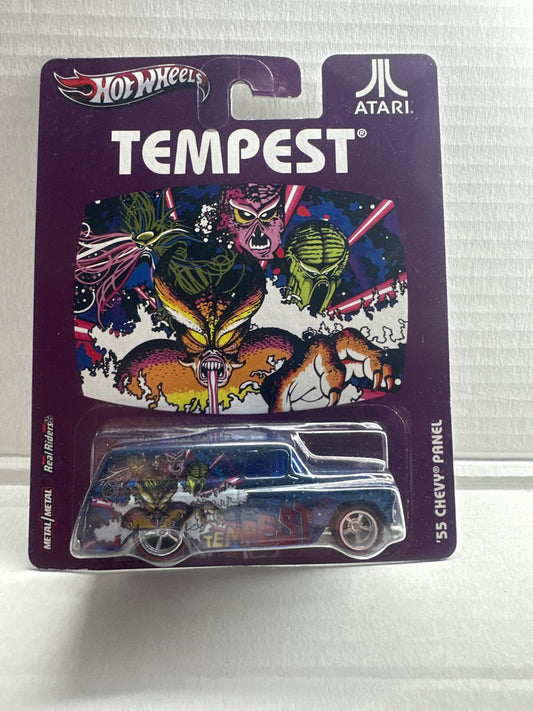 HOT WHEELS
ATARI®
TEMPEST®
METAL/METAL
Real Riders®
'55 CHEVY® PANEL
TEMPEST